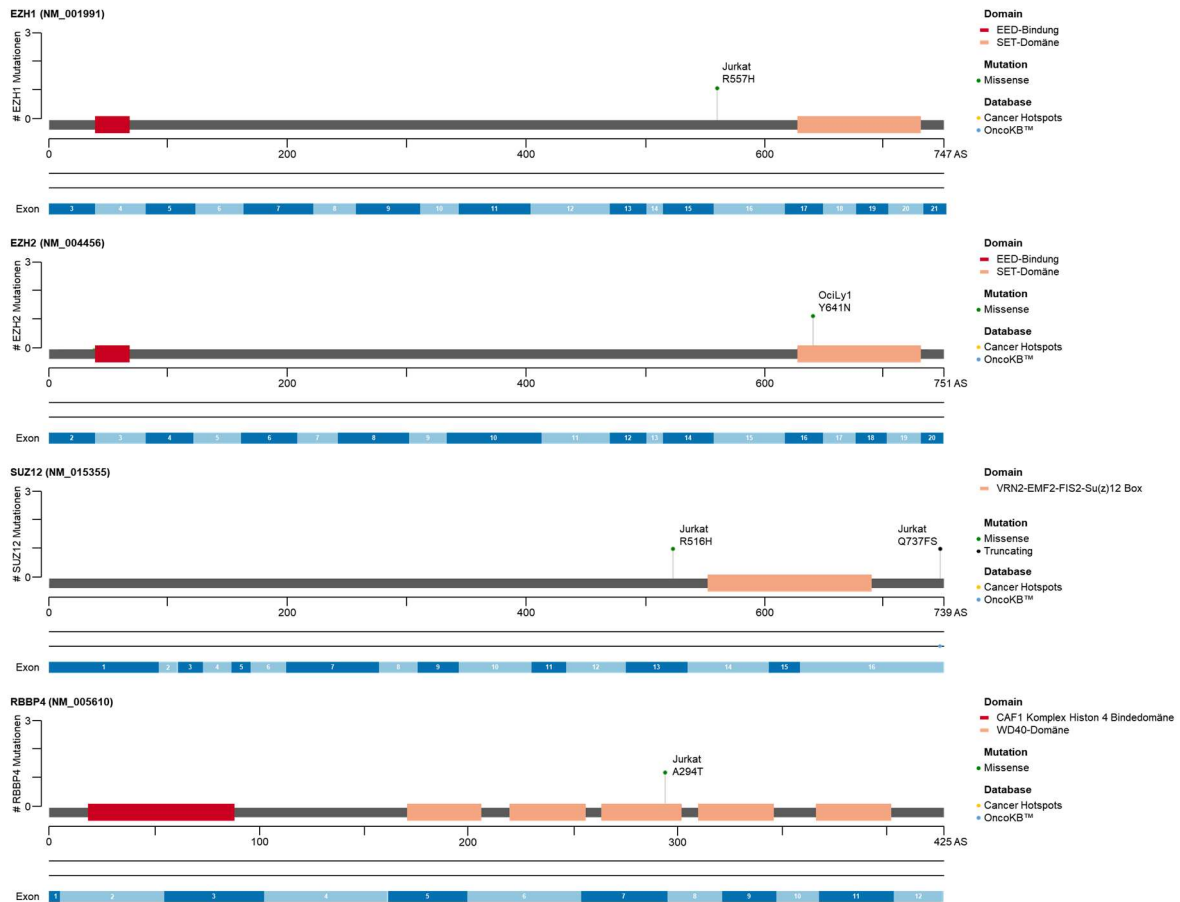 EZH1 (NM_001991)
# EZH1 Mutationen
3
0
Jurkat
R557H
0 200 400 600 747 AS
Exon 3 4 5 6 7 8 9 10 11 12 13 14 15 16 17 18 19 20 21
Domain
EED-Bindung
SET-Domäne
Mutation
Missense
Database
Cancer Hotspots
OncoKB™
EZH2 (NM_004456)
# EZH2 Mutationen
3
0
OciLy1
Y641N
0 200 400 600 751 AS
Exon 2 3 4 5 6 7 8 9 10 11 12 13 14 15 16 17 18 19 20
Domain
EED-Bindung
SET-Domäne
Mutation
Missense
Database
Cancer Hotspots
OncoKB™
SUZ12 (NM_015355)
# SUZ12 Mutationen
3
0
Jurkat
R516H
Jurkat
Q737FS
0 200 400 600 739 AS
Exon 1 2 3 4 5 6 7 8 9 10 11 12 13 14 15 16
Domain
VRN2-EMF2-FIS2-Su(z)12 Box
Mutation
Missense
Truncating
Database
Cancer Hotspots
OncoKB™
RBBP4 (NM_005610)
# RBBP4 Mutationen
3
0
Jurkat
A294T
0 100 200 300 425 AS
Exon 1 2 3 4 5 6 7 8 9 10 11 12
Domain
CAF1 Komplex Histon 4 Bindedomäne
WD40-Domäne
Mutation
Missense
Database
Cancer Hotspots
OncoKB™